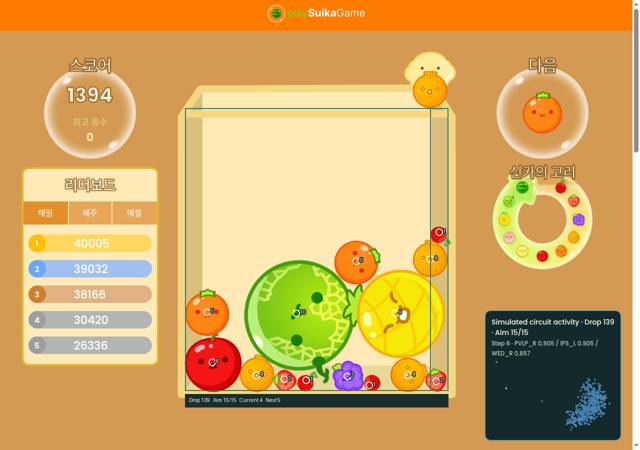 playSuikaGame
스코어
1394
최고 점수
0
다음
리더보드
매일 매주 매월
1 40005
2 39032
3 38166
4 30420
5 26336
산카의 고리
Simulated circuit activity · Drop 139
· Aim 15/15
Step 6 · PVLP_R 0.905 / IPS_L 0.905 /
WED_R 0.857
Drop 139 Aim 15/15 Current 4 Next 5